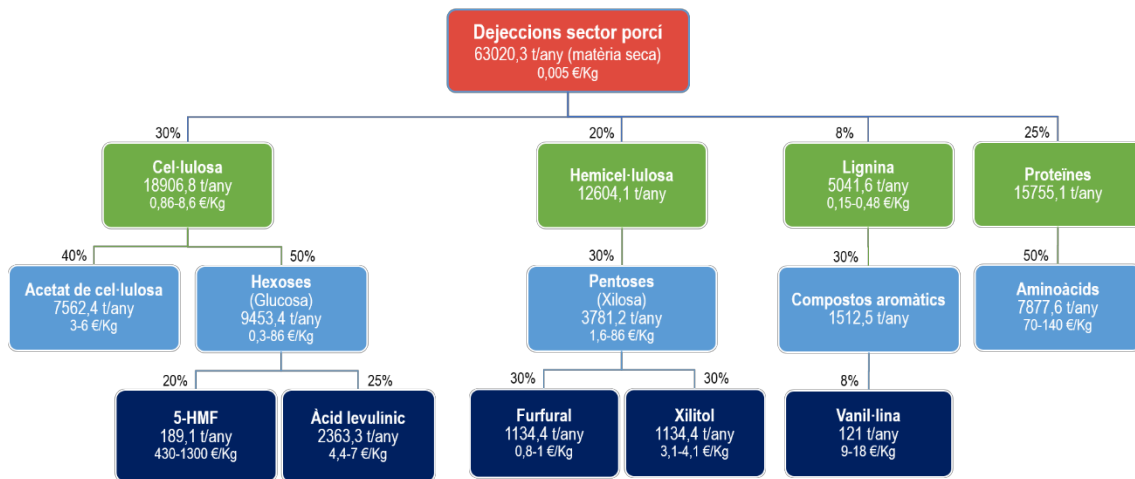 Dejeccions sector porcí
63020,3 t/any (matèria seca)
0,005 €/Kg
30%
20%
8%
25%
Cel·lulosa
18906,8 t/any
0,86-8,6 €/Kg
Hemicel·lulosa
12604,1 t/any
Lignina
5041,6 t/any
0,15-0,48 €/Kg
Proteïnes
15755,1 t/any
40%
50%
30%
30%
50%
Acetat de cel·lulosa
7562,4 t/any
3-6 €/Kg
Hexoses
(Glucosa)
9453,4 t/any
0,3-86 €/Kg
Pentoses
(Xilosa)
3781,2 t/any
1,6-86 €/Kg
Compostos aromàtics
1512,5 t/any
Aminoàcids
7877,6 t/any
70-140 €/Kg
20%
25%
30%
30%
8%
5-HMF
189,1 t/any
430-1300 €/Kg
Àcid levulinic
2363,3 t/any
4,4-7 €/Kg
Furfural
1134,4 t/any
0,8-1 €/Kg
Xilitol
1134,4 t/any
3,1-4,1 €/Kg
Vanil·lina
121 t/any
9-18 €/Kg